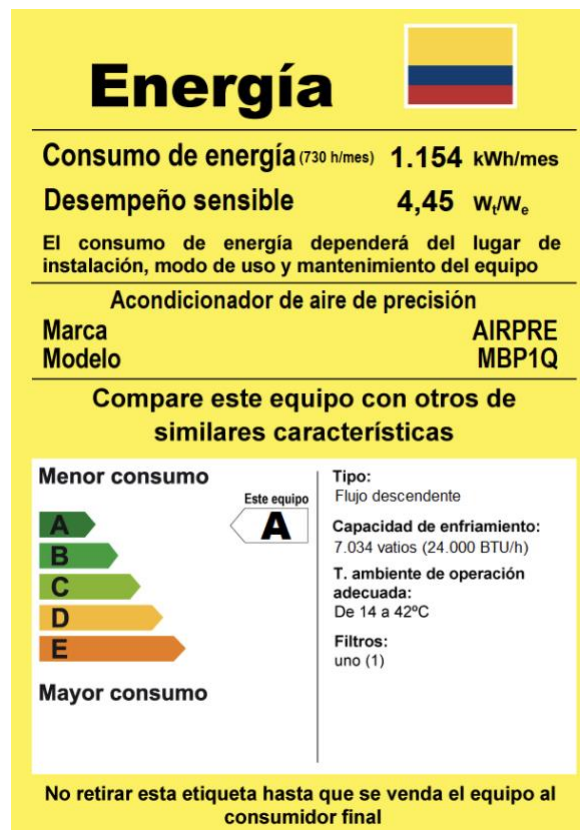 Energía
Consumo de energía (730 h/mes) 1.154 kWh/mes
Desempeño sensible 4,45 Wt/We
El consumo de energía dependerá del lugar de
instalación, modo de uso y mantenimiento del equipo
Acondicionador de aire de precisión
Marca AIRPRE
Modelo MBP1Q
Compare este equipo con otros de
similares características
Menor consumo
Este equipo
A
A
B
C
D
E
Mayor consumo
Tipo:
Flujo descendente
Capacidad de enfriamiento:
7.034 vatios (24.000 BTU/h)
T. ambiente de operación
adecuada:
De 14 a 42ºC
Filtros:
uno (1)
No retirar esta etiqueta hasta que se venda el equipo al
consumidor final